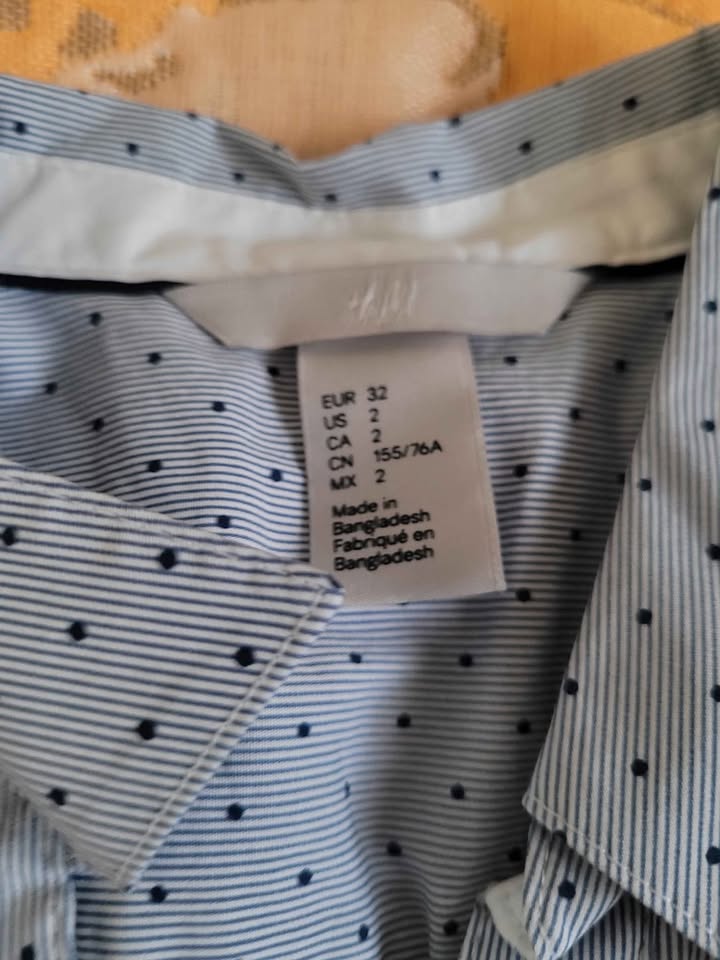 H&M
EUR 32
US 2
CA 2
CN 155/76A
MX 2
Made in
Bangladesh
Fabriqué en
Bangladesh